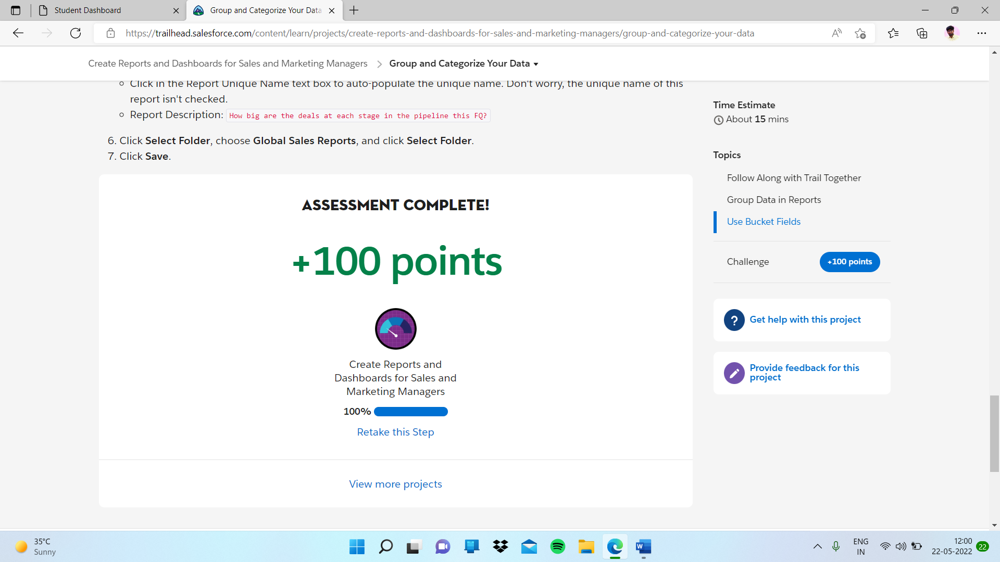 Student Dashboard
Group and Categorize Your Data
https://trailhead.salesforce.com/content/learn/projects/create-reports-and-dashboards-for-sales-and-marketing-managers/group-and-categorize-your-data
Create Reports and Dashboards for Sales and Marketing Managers > Group and Categorize Your Data
Click in the Report Unique Name text box to auto-populate the unique name. Don't worry, the unique name of this
report isn't checked.
Report Description: How big are the deals at each stage in the pipeline this FQ?
6. Click Select Folder, choose Global Sales Reports, and click Select Folder.
7. Click Save.
ASSESSMENT COMPLETE!
+100 points
Create Reports and
Dashboards for Sales and
Marketing Managers
100%
Retake this Step
View more projects
Time Estimate
About 15 mins
Topics
Follow Along with Trail Together
Group Data in Reports
Use Bucket Fields
Challenge +100 points
? Get help with this project
Provide feedback for this
project
35°C
Sunny
W
ENG
IN
12:00
22-05-2022
22